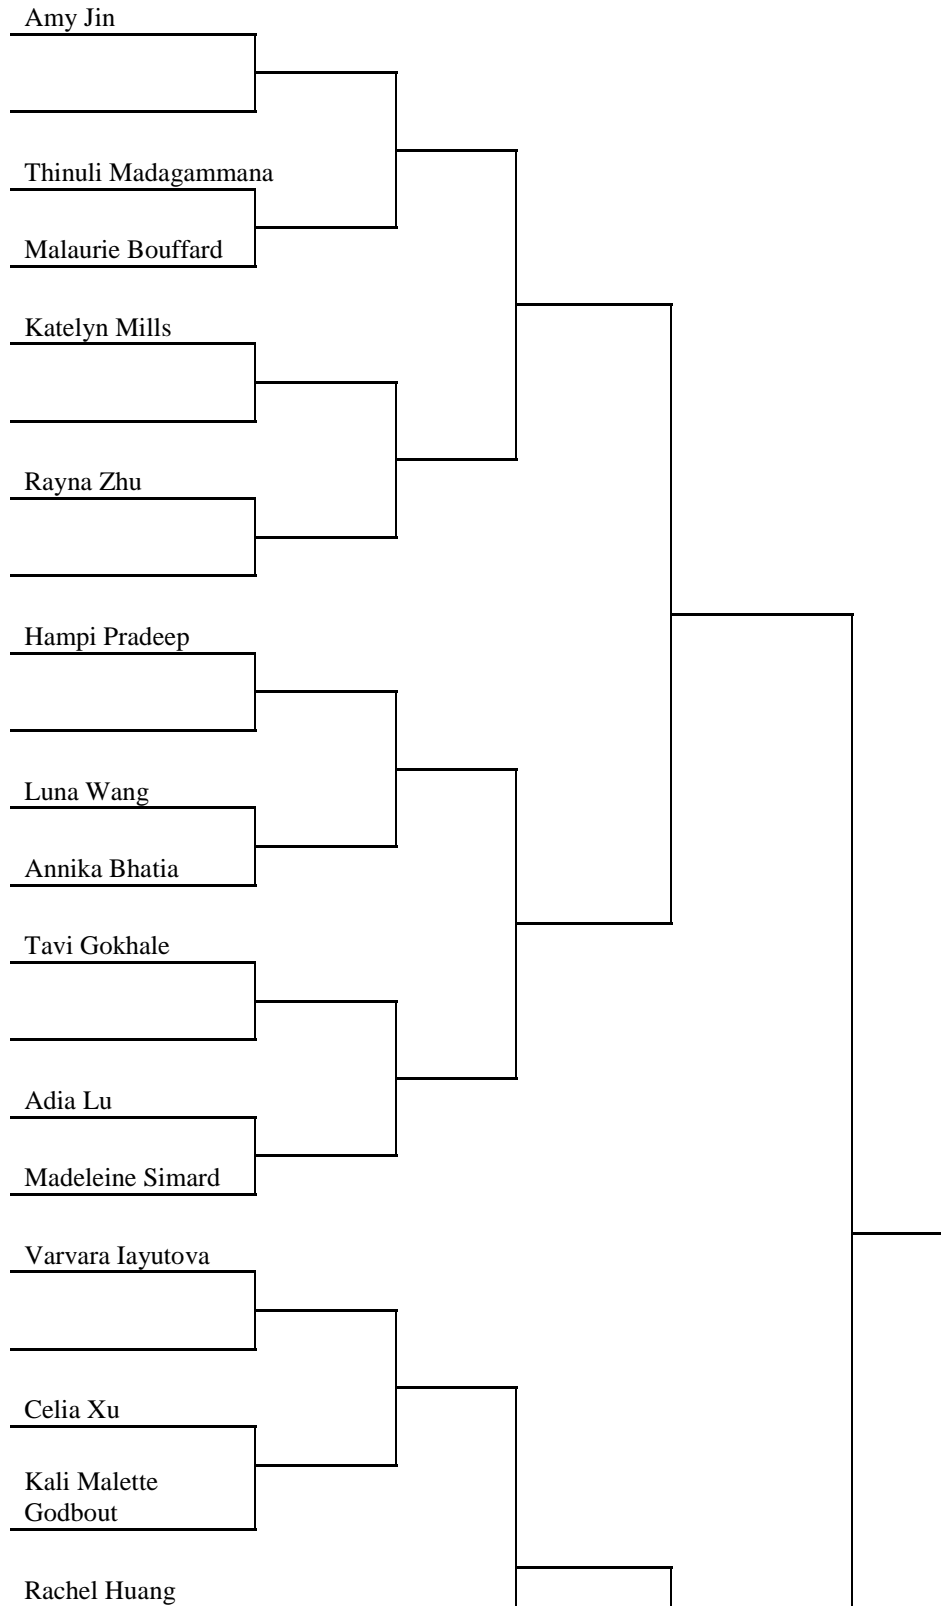 Amy Jin
Thinuli Madagammana
Malaurie Bouffard
Katelyn Mills
Rayna Zhu
Hampi Pradeep
Luna Wang
Annika Bhatia
Tavi Gokhale
Adia Lu
Madeleine Simard
Varvara Iayutova
Celia Xu
Kali Malette
Godbout
Rachel Huang